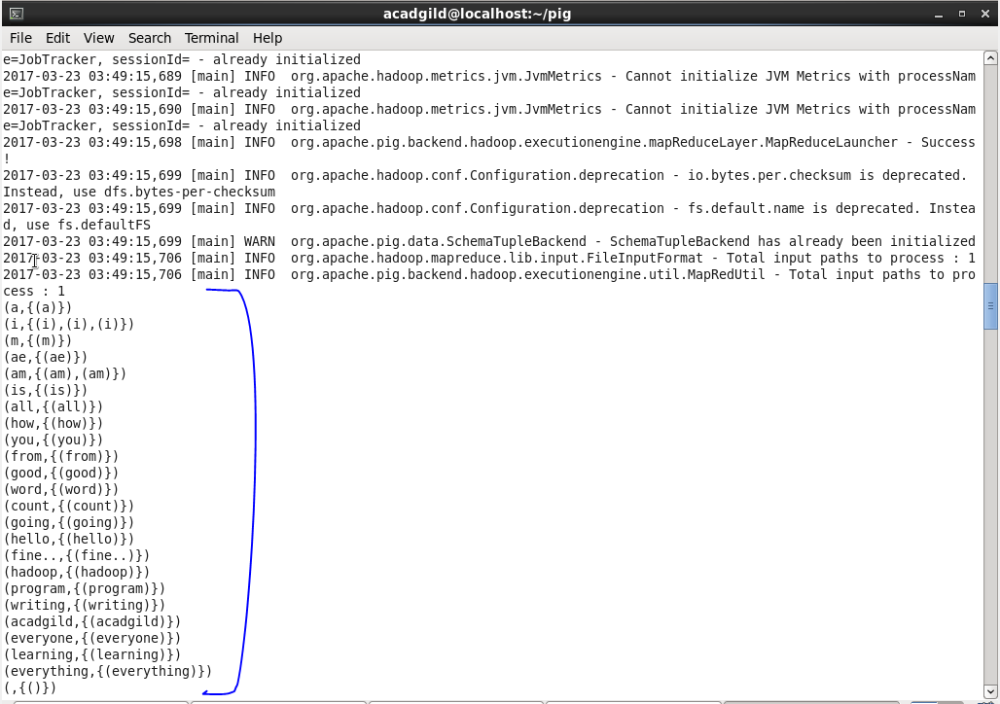 acadgild@localhost:~/pig
File Edit View Search Terminal Help
e=JobTracker, sessionId= - already initialized
2017-03-23 03:49:15,689 [main] INFO  org.apache.hadoop.metrics.jvm.JvmMetrics - Cannot initialize JVM Metrics with processNam
e=JobTracker, sessionId= - already initialized
2017-03-23 03:49:15,690 [main] INFO  org.apache.hadoop.metrics.jvm.JvmMetrics - Cannot initialize JVM Metrics with processNam
e=JobTracker, sessionId= - already initialized
2017-03-23 03:49:15,698 [main] INFO  org.apache.pig.backend.hadoop.executionengine.mapReduceLayer.MapReduceLauncher - Success
!
2017-03-23 03:49:15,699 [main] INFO  org.apache.hadoop.conf.Configuration.deprecation - io.bytes.per.checksum is deprecated.
Instead, use dfs.bytes-per-checksum
2017-03-23 03:49:15,699 [main] INFO  org.apache.hadoop.conf.Configuration.deprecation - fs.default.name is deprecated. Instea
d, use fs.defaultFS
2017-03-23 03:49:15,699 [main] WARN  org.apache.pig.data.SchemaTupleBackend - SchemaTupleBackend has already been initialized
2017-03-23 03:49:15,706 [main] INFO  org.apache.hadoop.mapreduce.lib.input.FileInputFormat - Total input paths to process : 1
2017-03-23 03:49:15,706 [main] INFO  org.apache.pig.backend.hadoop.executionengine.util.MapRedUtil - Total input paths to pro
cess : 1
(a,{(a)})
(i,{(i),(i),(i)})
(m,{(m)})
(ae,{(ae)})
(am,{(am),(am)})
(is,{(is)})
(all,{(all)})
(how,{(how)})
(you,{(you)})
(from,{(from)})
(good,{(good)})
(word,{(word)})
(count,{(count)})
(going,{(going)})
(hello,{(hello)})
(fine..,{(fine..)})
(hadoop,{(hadoop)})
(program,{(program)})
(writing,{(writing)})
(acadgild,{(acadgild)})
(everyone,{(everyone)})
(learning,{(learning)})
(everything,{(everything)})
(,{()})